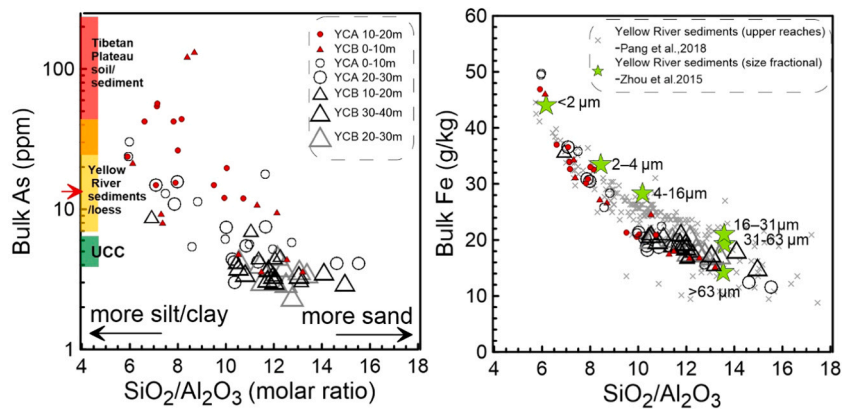 Tibetan
Plateau
soil/
sediment
Yellow
River
sediments
/loess
UCC
Bulk As (ppm)
100
10
1
YCA 10-20m
YCB 0-10m
YCA 0-10m
YCA 20-30m
YCB 10-20m
YCB 30-40m
YCB 20-30m
more silt/clay
more sand
4 6 8 10 12 14 16 18
SiO₂/Al₂O₃ (molar ratio)
Bulk Fe (g/kg)
60
50
40
30
20
10
0
Yellow River sediments (upper reaches)
-Pang et al.,2018
Yellow River sediments (size fractional)
-Zhou et al.2015
<2 μm
2–4 μm
4-16μm
16–31μm
31-63 μm
>63 μm
4 6 8 10 12 14 16 18
SiO₂/Al₂O₃